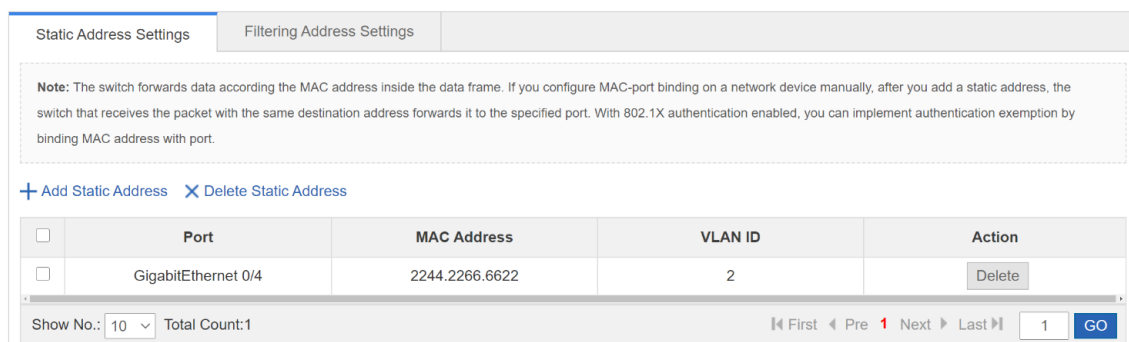 Static Address Settings Filtering Address Settings
Note: The switch forwards data according the MAC address inside the data frame. If you configure MAC-port binding on a network device manually, after you add a static address, the
switch that receives the packet with the same destination address forwards it to the specified port. With 802.1X authentication enabled, you can implement authentication exemption by
binding MAC address with port.
Add Static Address Delete Static Address
Port MAC Address VLAN ID Action
GigabitEthernet 0/4 2244.2266.6622 2 Delete
Show No.: 10 Total Count:1 First Pre 1 Next Last 1 GO